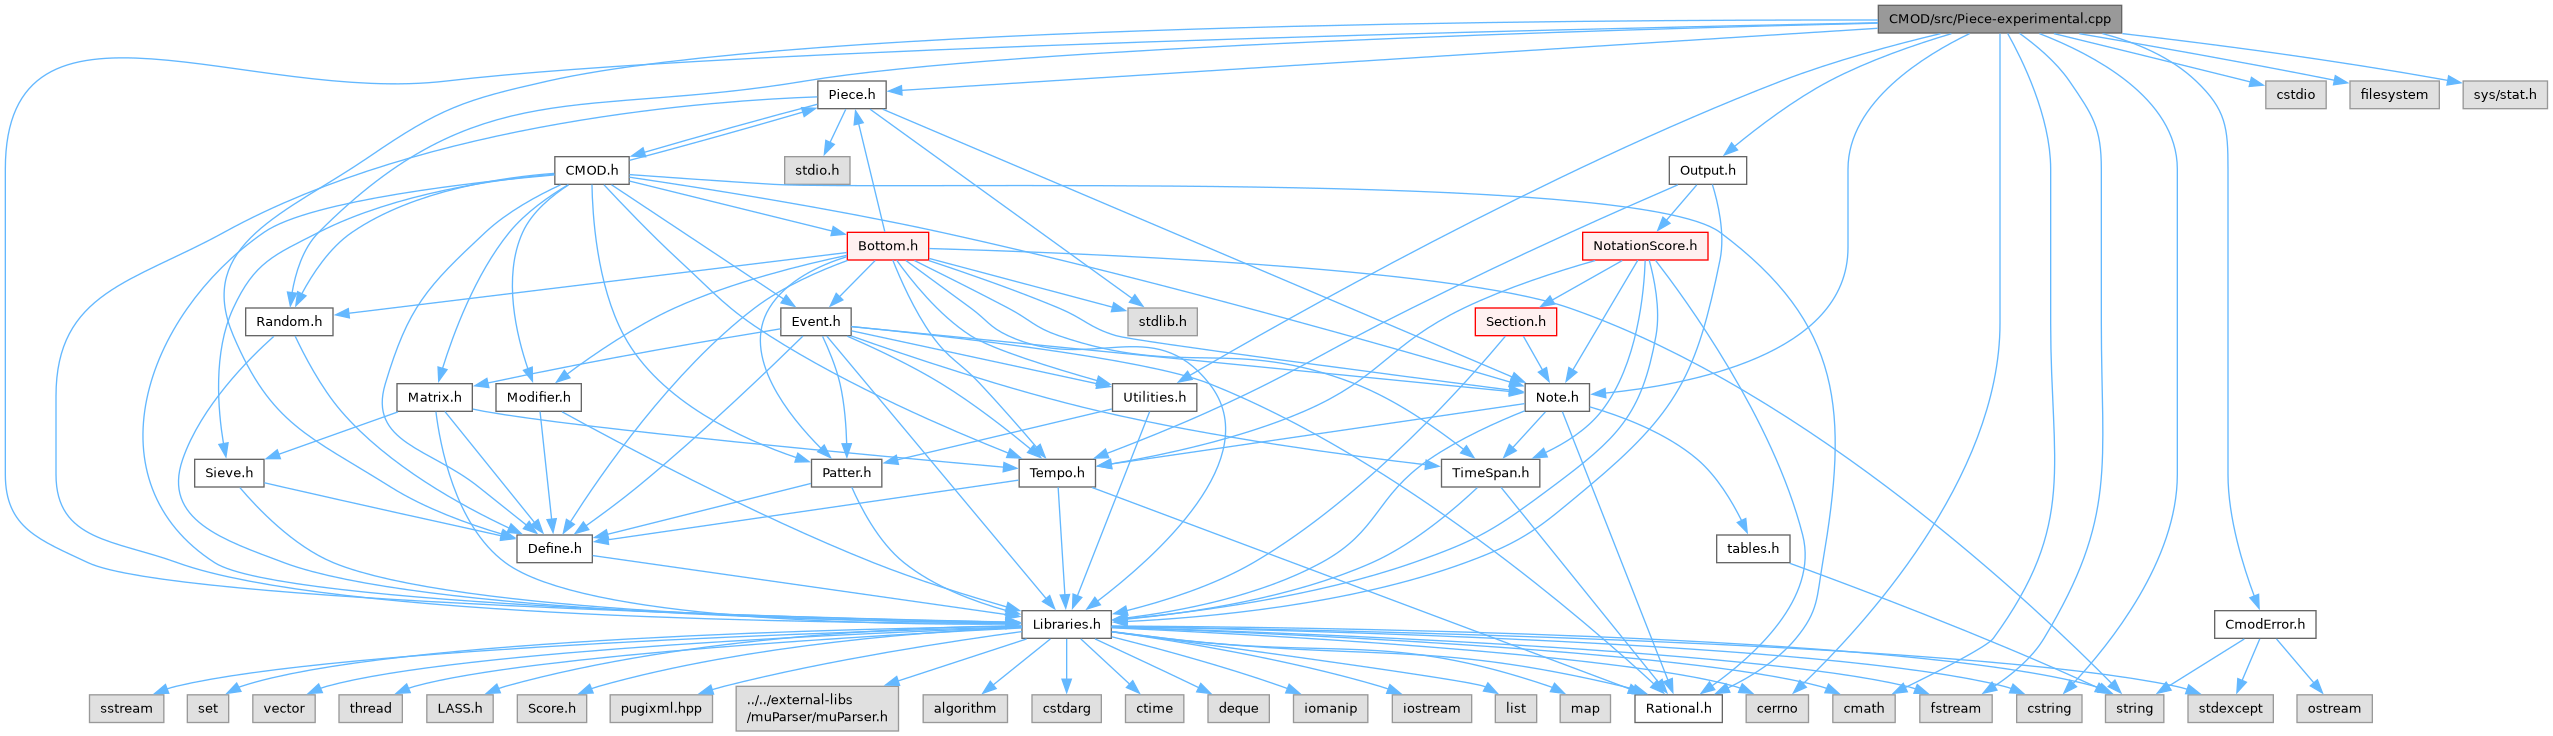 CMOD/src/Piece-experimental.cpp
Piece.h
cstdio
filesystem
sys/stat.h
CMOD.h
stdio.h
Output.h
Bottom.h
NotationScore.h
Random.h
Event.h
stdlib.h
Section.h
Matrix.h
Modifier.h
Utilities.h
Note.h
Sieve.h
Patter.h
Tempo.h
TimeSpan.h
Define.h
tables.h
Libraries.h
CmodError.h
sstream
set
vector
thread
LASS.h
Score.h
pugixml.hpp
../../external-libs
/muParser/muParser.h
algorithm
cstdarg
ctime
deque
iomanip
iostream
list
map
Rational.h
cerrno
cmath
fstream
cstring
string
stdexcept
ostream